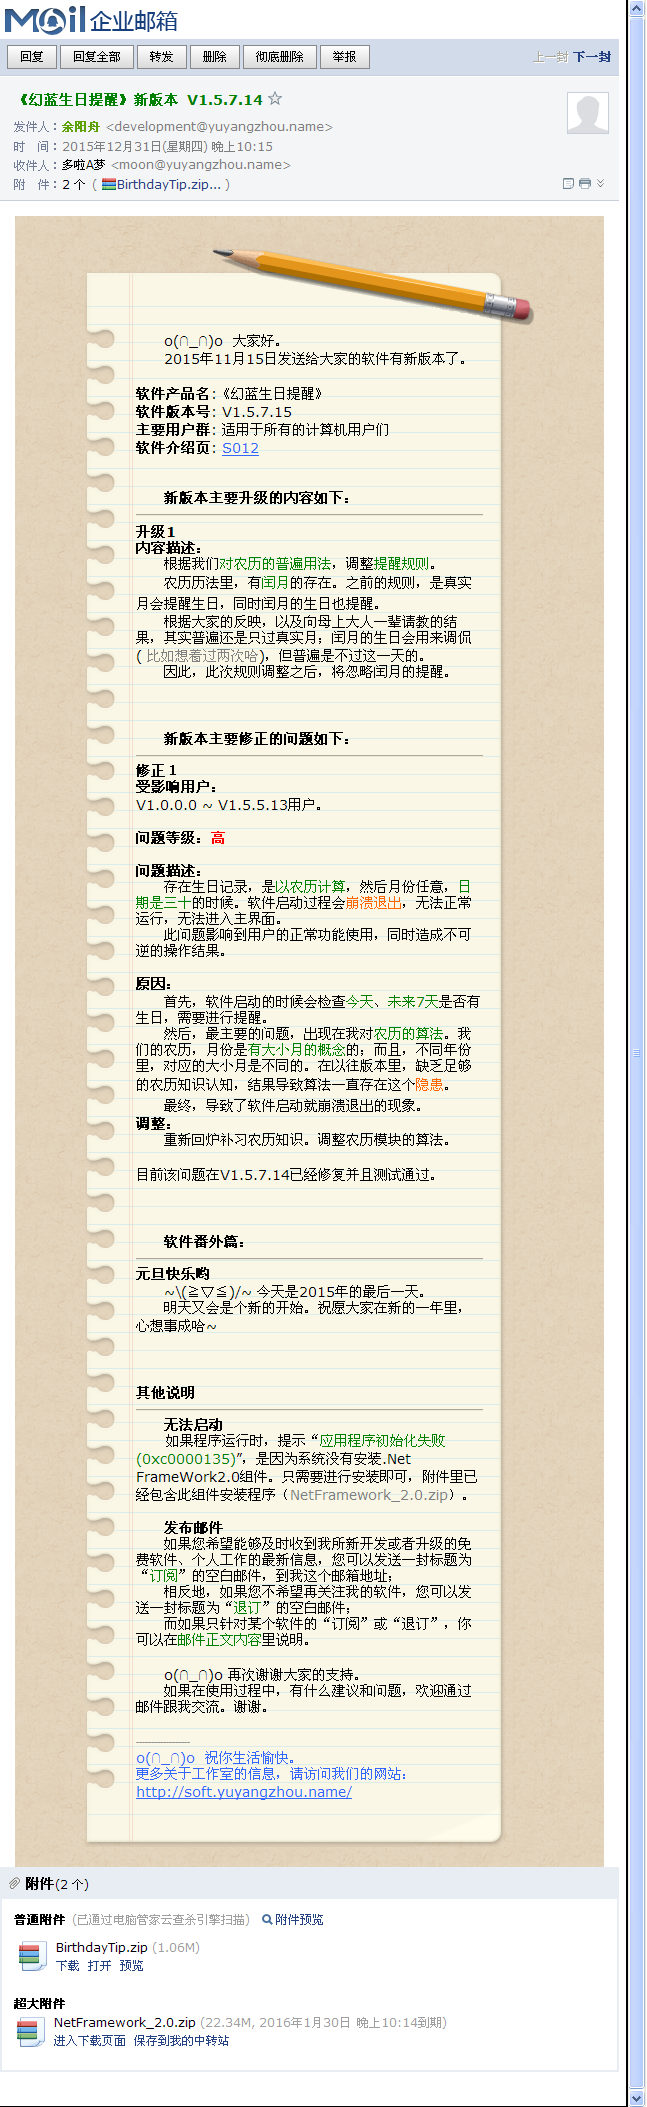 Mail 企业邮箱
回复 回复全部 转发 删除 彻底删除 举报 上一封 下一封
《幻蓝生日提醒》新版本 V1.5.7.14
发件人：余阳舟 <development@yuyangzhou.name>
时 间：2015年12月31日(星期四) 晚上10:15
收件人：多啦A梦 <moon@yuyangzhou.name>
附 件：2 个 ( BirthdayTip.zip... )
o(∩_∩)o 大家好。
2015年11月15日发送给大家的软件有新版本了。
软件产品名：《幻蓝生日提醒》
软件版本号：V1.5.7.15
主要用户群：适用于所有的计算机用户们
软件介绍页：S012
新版本主要升级的内容如下：
升级1
内容描述：
根据我们对农历的普遍用法，调整提醒规则。
农历历法里，有闰月的存在。之前的规则，是真实
月会提醒生日，同时闰月的生日也提醒。
根据大家的反映，以及向母上大人一辈请教的结
果，其实普遍还是只过真实月；闰月的生日会用来调侃
( 比如想着过两次哈)，但普遍是不过这一天的。
因此，此次规则调整之后，将忽略闰月的提醒。
新版本主要修正的问题如下：
修正 1
受影响用户：
V1.0.0.0 ~ V1.5.5.13用户。
问题等级：高
问题描述：
存在生日记录，是以农历计算，然后月份任意，日
期是三十的时候。软件启动过程会崩溃退出，无法正常
运行，无法进入主界面。
此问题影响到用户的正常功能使用，同时造成不可
逆的操作结果。
原因：
首先，软件启动的时候会检查今天、未来7天是否有
生日，需要进行提醒。
然后，最主要的问题，出现在我对农历的算法。我
们的农历，月份是有大小月的概念的；而且，不同年份
里，对应的大小月是不同的。在以往版本里，缺乏足够
的农历知识认知，结果导致算法一直存在这个隐患。
最终，导致了软件启动就崩溃退出的现象。
调整：
重新回炉补习农历知识。调整农历模块的算法。
目前该问题在V1.5.7.14已经修复并且测试通过。
软件番外篇：
元旦快乐哟
~\(≧▽≦)/~ 今天是2015年的最后一天。
明天又会是个新的开始。祝愿大家在新的一年里，
心想事成哈~
其他说明
无法启动
如果程序运行时，提示“应用程序初始化失败
(0xc0000135)”，是因为系统没有安装.Net
FrameWork2.0组件。只需要进行安装即可，附件里已
经包含此组件安装程序（NetFramework_2.0.zip）。
发布邮件
如果您希望能够及时收到我所新开发或者升级的免
费软件、个人工作的最新信息，您可以发送一封标题为
“订阅”的空白邮件，到我这个邮箱地址；
相反地，如果您不希望再关注我的软件，您可以发
送一封标题为“退订”的空白邮件；
而如果只针对某个软件的“订阅”或“退订”，你
可以在邮件正文内容里说明。
o(∩_∩)o 再次谢谢大家的支持。
如果在使用过程中，有什么建议和问题，欢迎通过
邮件跟我交流。谢谢。
o(∩_∩)o 祝你生活愉快。
更多关于工作室的信息，请访问我们的网站：
http://soft.yuyangzhou.name/
附件(2 个)
普通附件 (已通过电脑管家云查杀引擎扫描) 附件预览
BirthdayTip.zip (1.06M)
下载 打开 预览
超大附件
NetFramework_2.0.zip (22.34M, 2016年1月30日 晚上10:14到期)
进入下载页面 保存到我的中转站